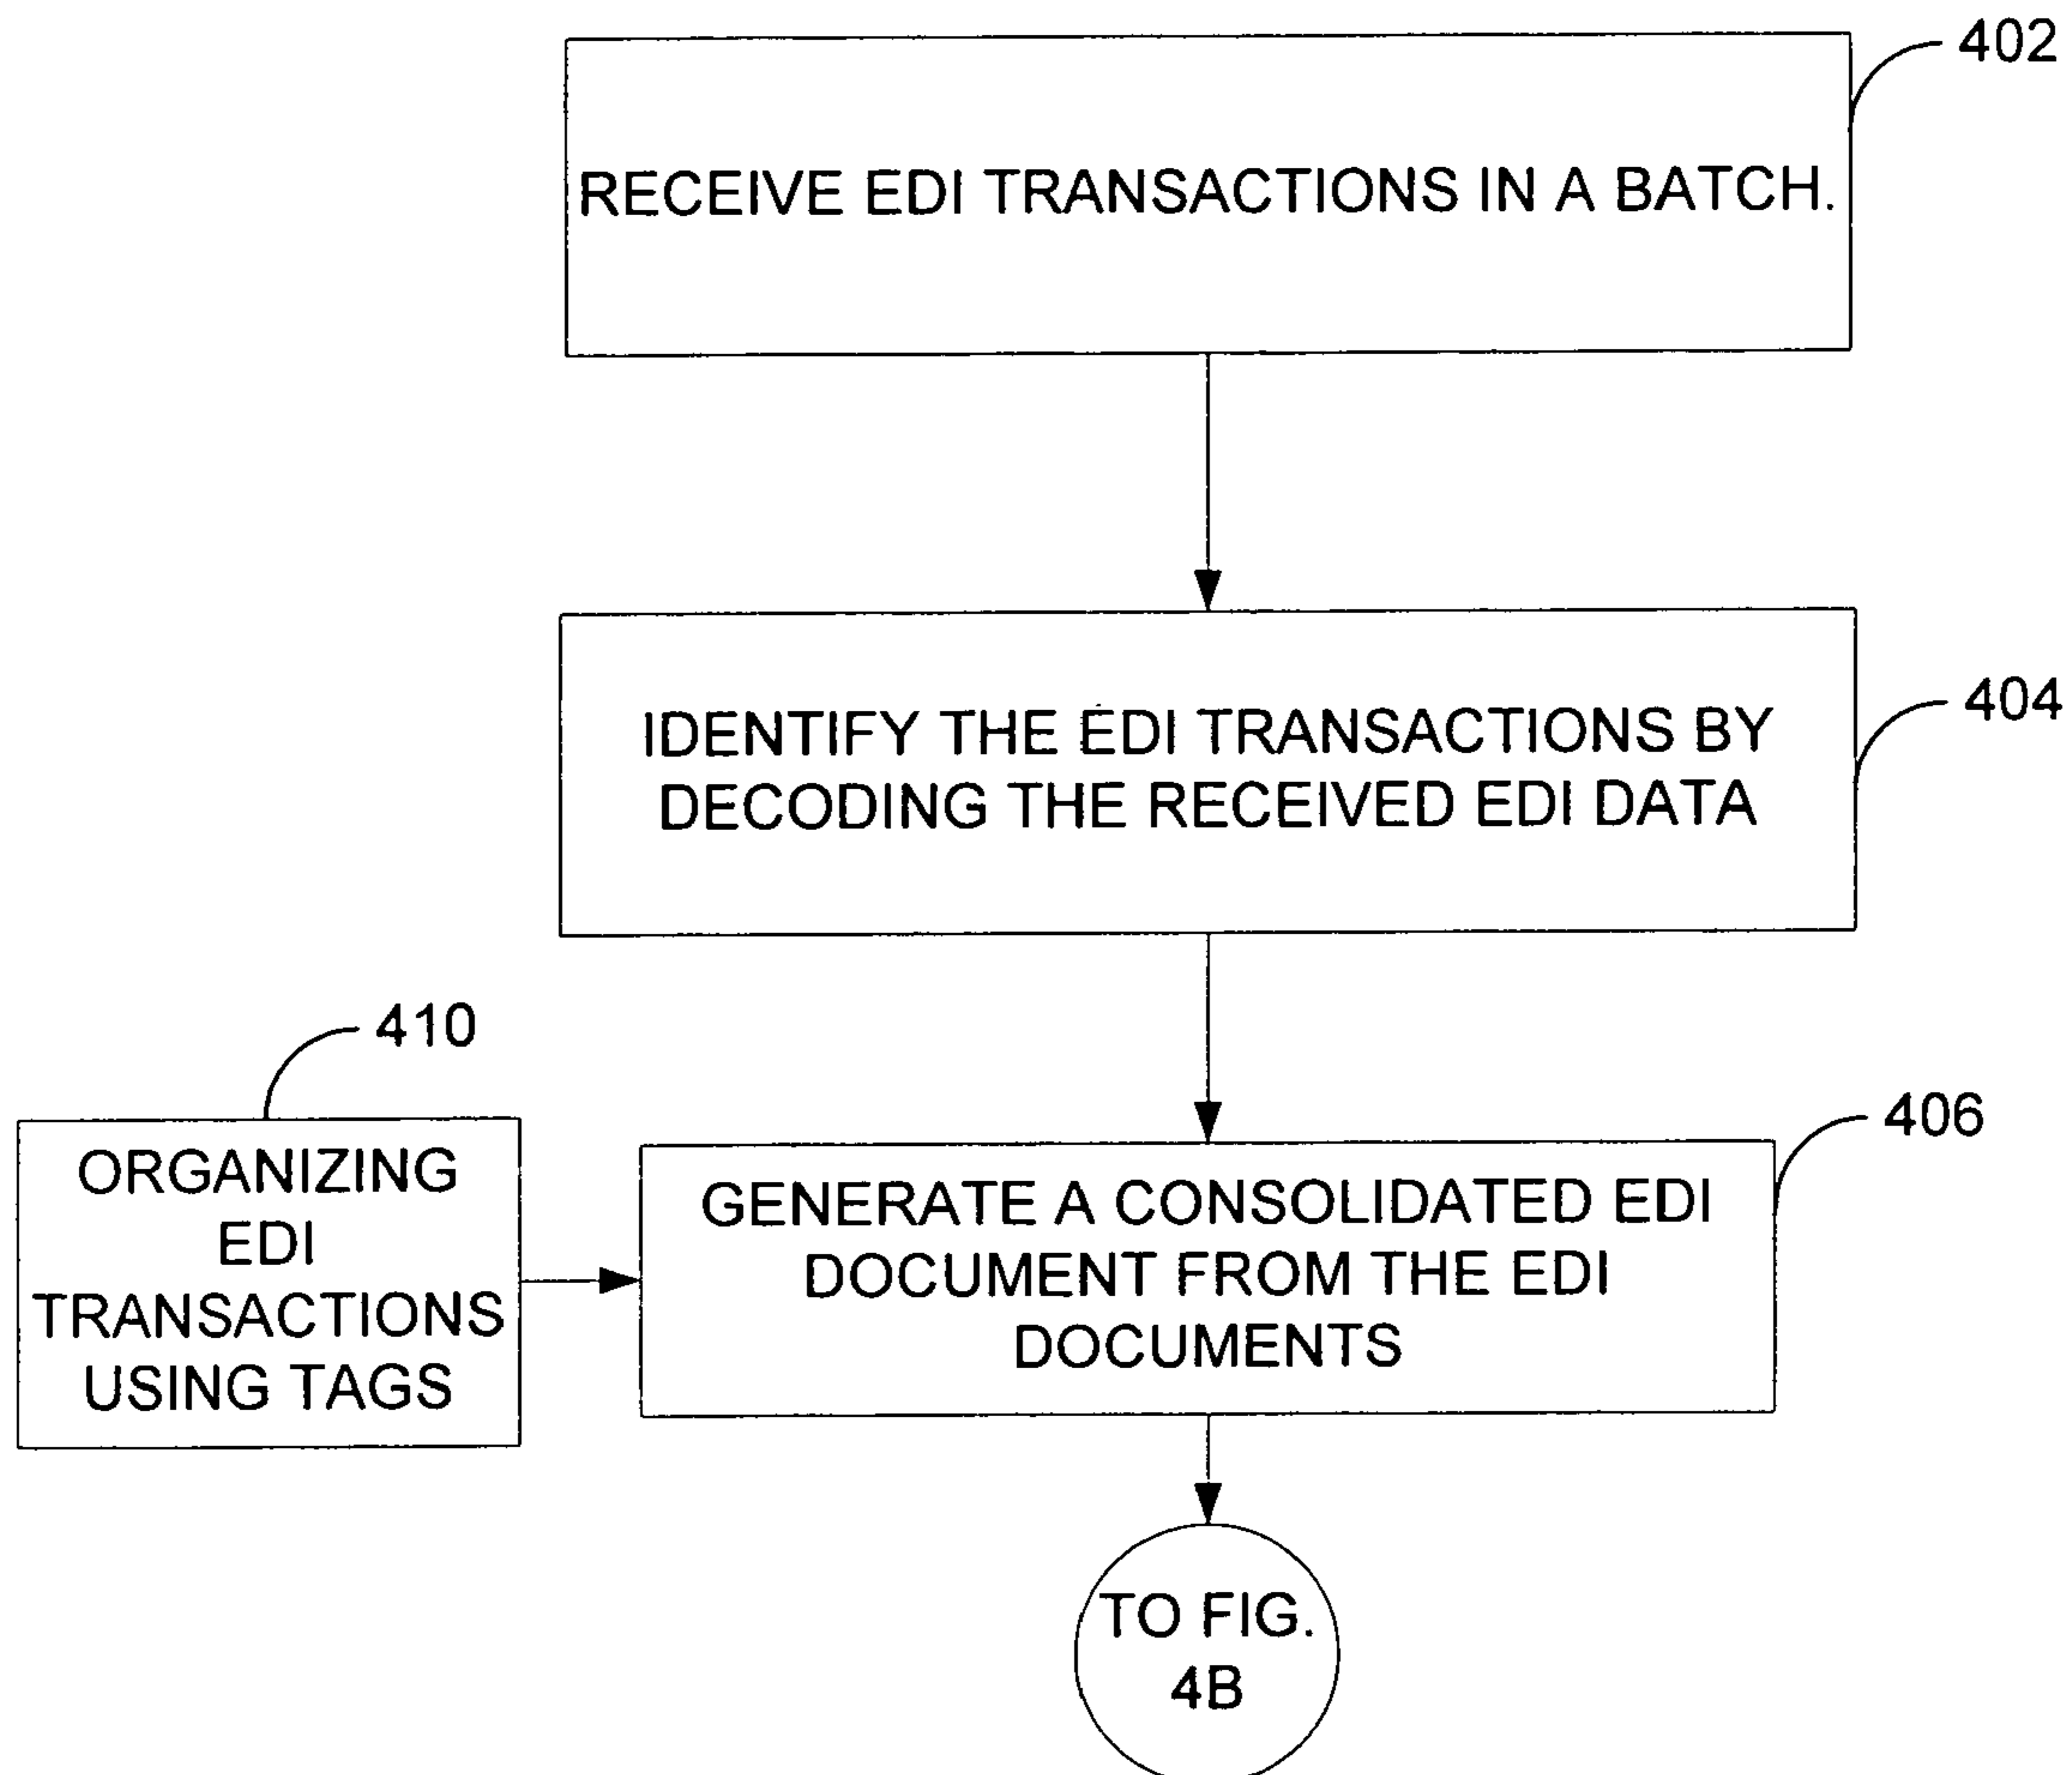 402
RECEIVE EDI TRANSACTIONS IN A BATCH.
404
IDENTIFY THE EDI TRANSACTIONS BY
DECODING THE RECEIVED EDI DATA
410
ORGANIZING
EDI
TRANSACTIONS
USING TAGS
406
GENERATE A CONSOLIDATED EDI
DOCUMENT FROM THE EDI
DOCUMENTS
TO FIG.
4B